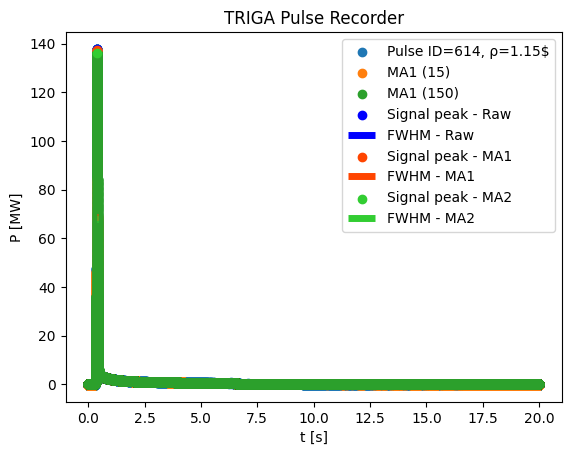 TRIGA Pulse Recorder
Pulse ID=614, ρ=1.15$
MA1 (15)
MA1 (150)
Signal peak - Raw
FWHM - Raw
Signal peak - MA1
FWHM - MA1
Signal peak - MA2
FWHM - MA2
P [MW]
140
120
100
80
60
40
20
0
0.0 2.5 5.0 7.5 10.0 12.5 15.0 17.5 20.0
t [s]